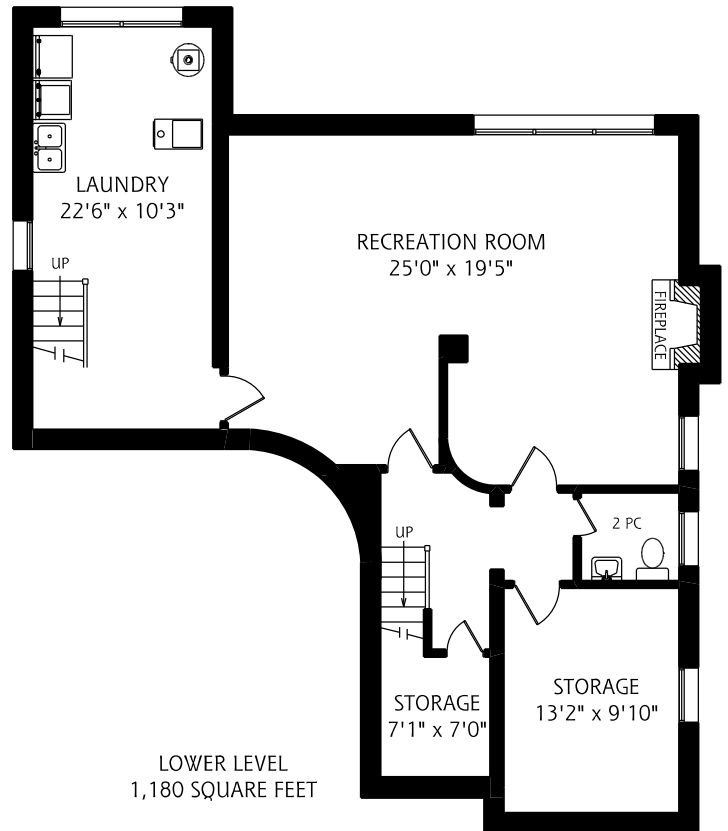 LAUNDRY
22'6" x 10'3"
UP
RECREATION ROOM
25'0" x 19'5"
FIREPLACE
2 PC
UP
STORAGE
7'1" x 7'0"
STORAGE
13'2" x 9'10"
LOWER LEVEL
1,180 SQUARE FEET